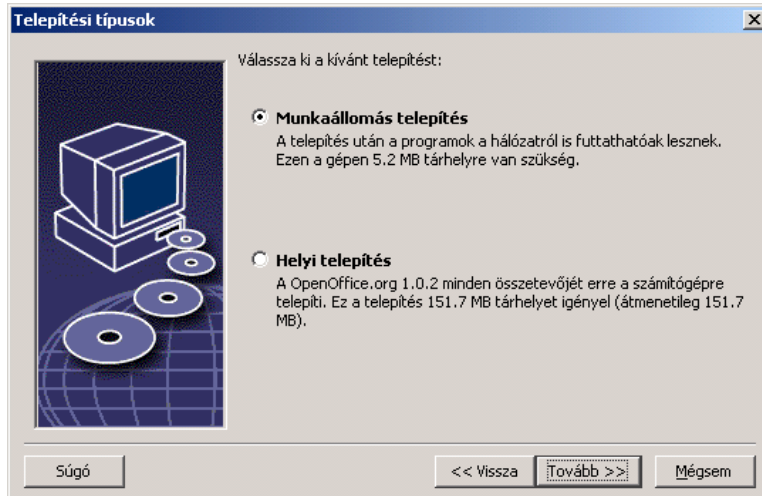 Telepítési típusok
Válassza ki a kívánt telepítést:
Munkaállomás telepítés
A telepítés után a programok a hálózatról is futtathatóak lesznek.
Ezen a gépen 5.2 MB tárhelyre van szükség.
Helyi telepítés
A OpenOffice.org 1.0.2 minden összetevőjét erre a számítógépre
telepíti. Ez a telepítés 151.7 MB tárhelyet igényel (átmenetileg 151.7
MB).
Súgó
<< Vissza
Tovább >>
Mégsem